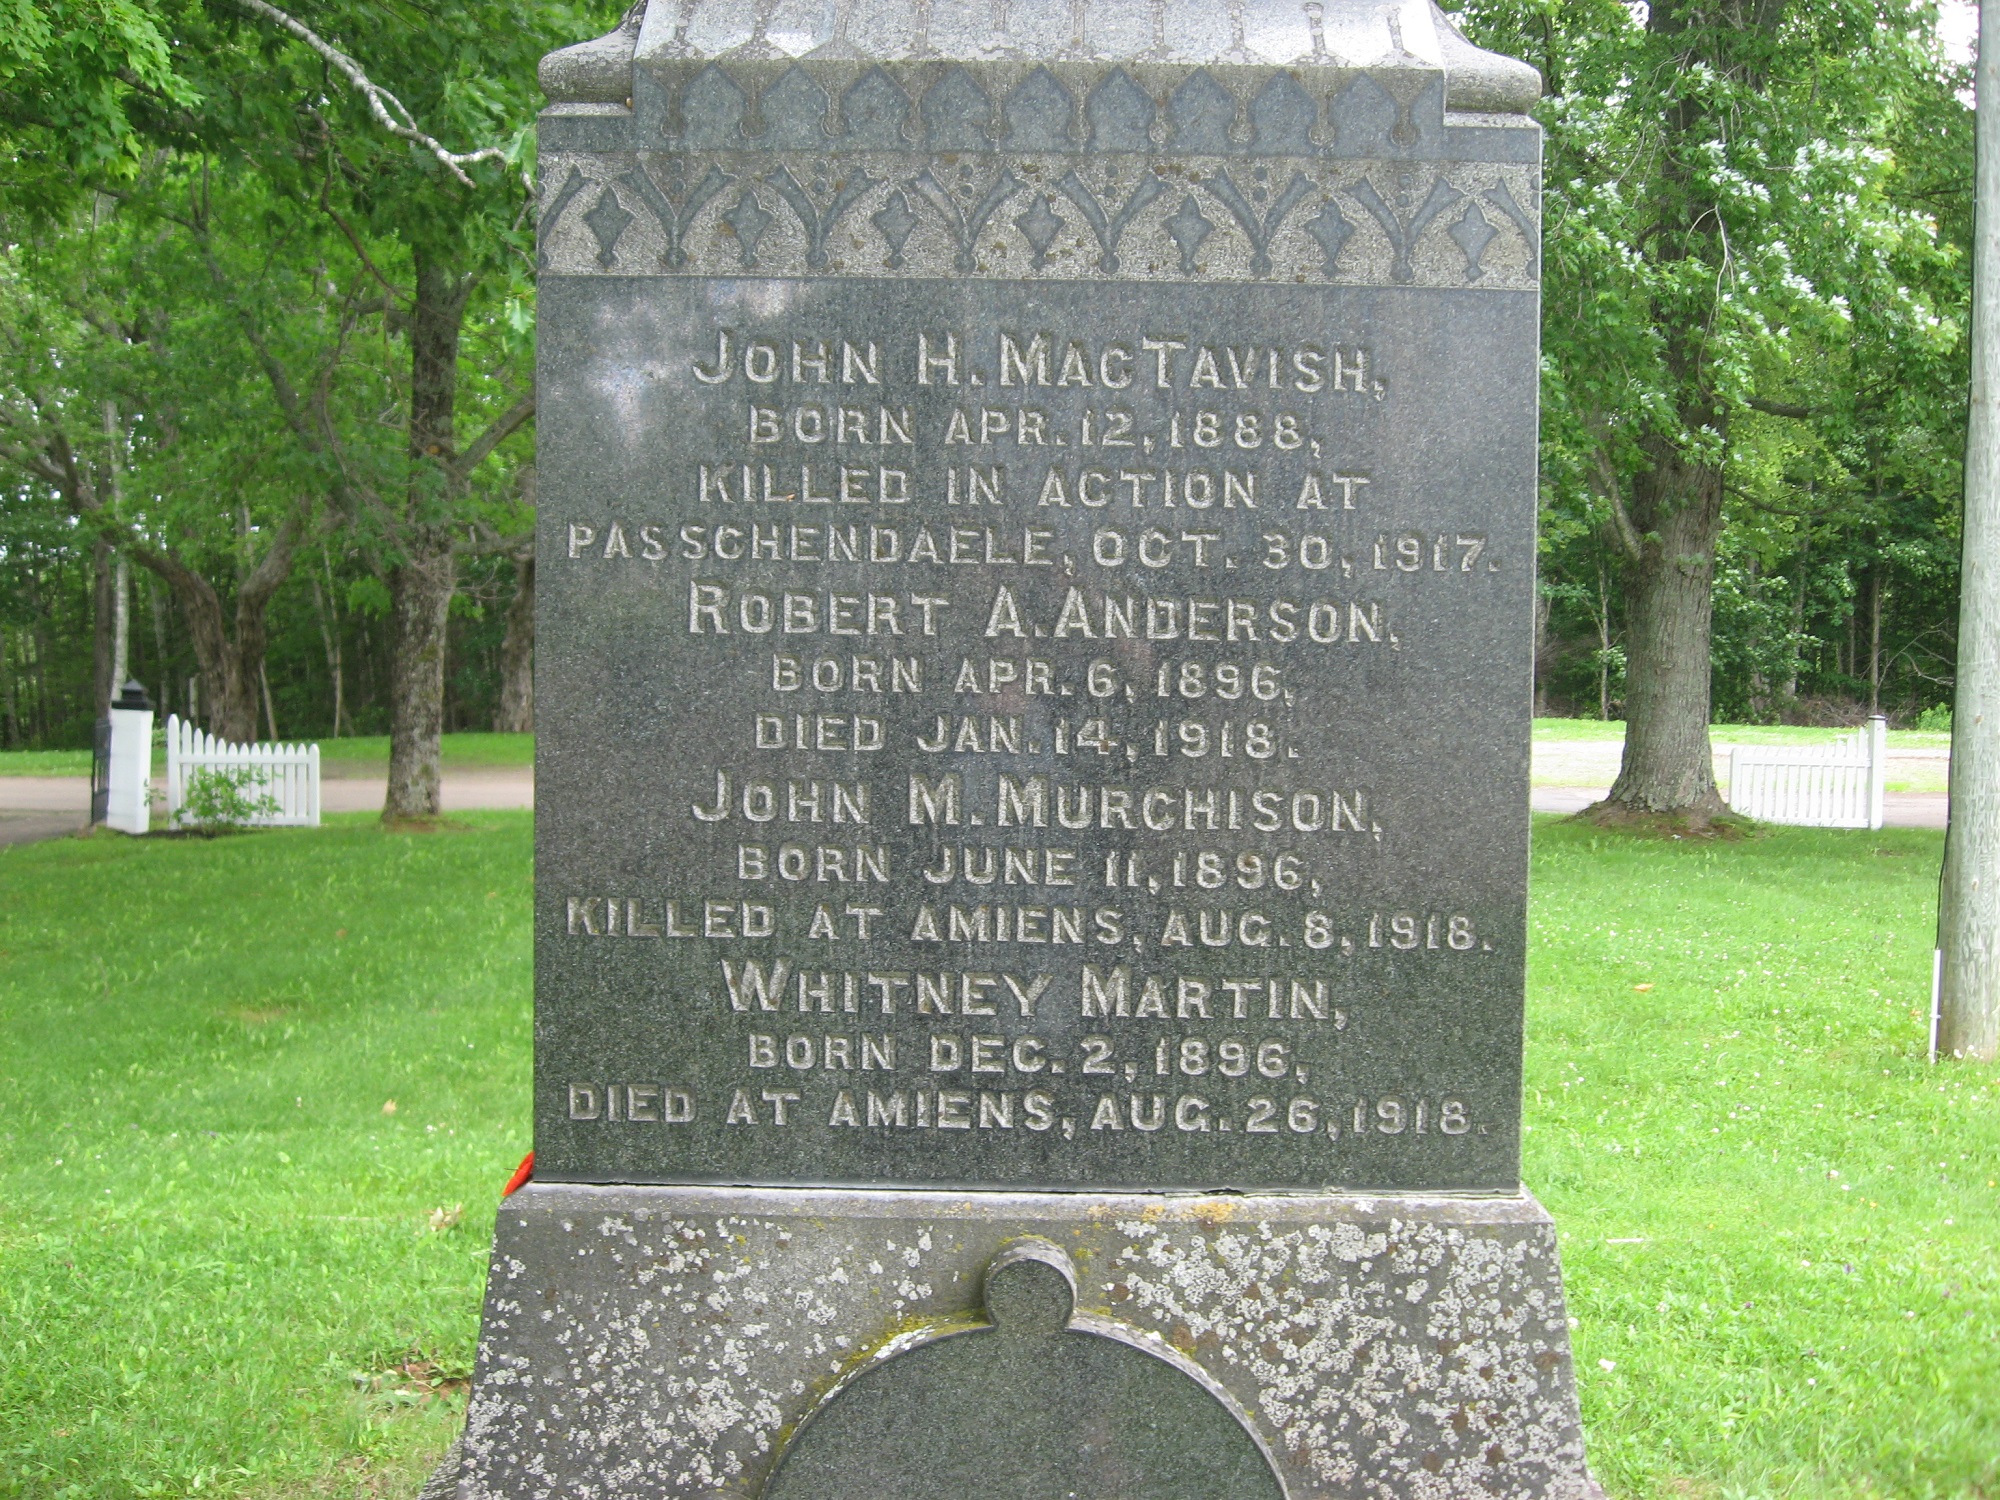 JOHN H. MACTAVISH,
BORN APR. 12, 1888,
KILLED IN ACTION AT
PASSCHENDAELE, OCT. 30, 1917.
ROBERT A. ANDERSON,
BORN APR. 6, 1896,
DIED JAN. 14, 1918.
JOHN M. MURCHISON,
BORN JUNE 11, 1896,
KILLED AT AMIENS, AUG. 8, 1918.
WHITNEY MARTIN,
BORN DEC. 2, 1896,
DIED AT AMIENS, AUG. 26, 1918.